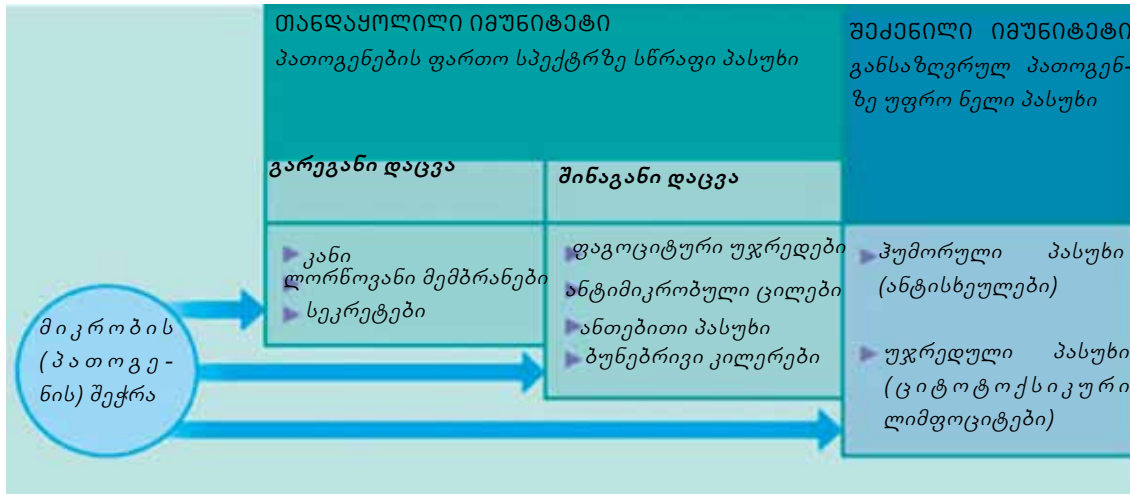 თანდაყოლილი იმუნიტეტი
პათოგენების ფართო სპექტრზე სწრაფი პასუხი
შეძენილი იმუნიტეტი
განსაზღვრულ პათოგენ-
ზე უფრო ნელი პასუხი
გარეგანი დაცვა
შინაგანი დაცვა
კანი
ლორწოვანი მემბრანები
სეკრეტები
ფაგოციტური უჯრედები
ანტიმიკრობული ცილები
ანთებითი პასუხი
ბუნებრივი კილერები
ჰუმორული პასუხი
(ანტისხეულები)
უჯრედული პასუხი
(ციტოტოქსიკური
ლიმფოციტები)
მიკრობის
(პათოგე-
ნის) შეჭრა